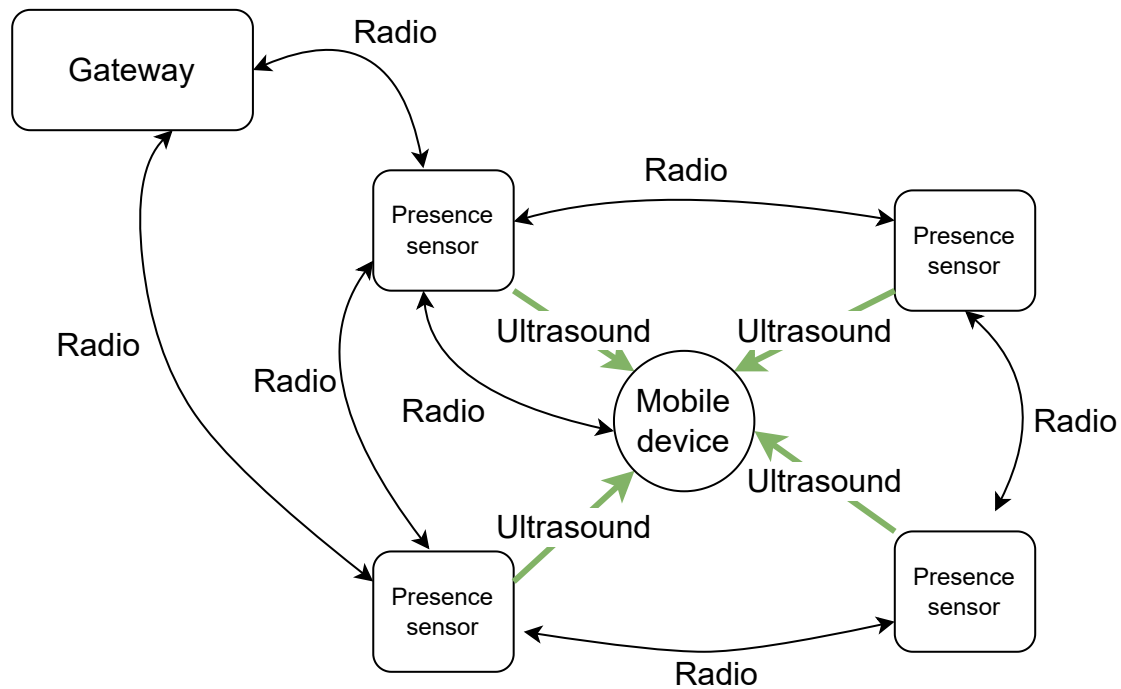 Radio
Gateway
Radio
Presence
sensor
Presence
sensor
Ultrasound
Ultrasound
Radio
Radio
Radio
Mobile
device
Radio
Ultrasound
Ultrasound
Presence
sensor
Presence
sensor
Radio